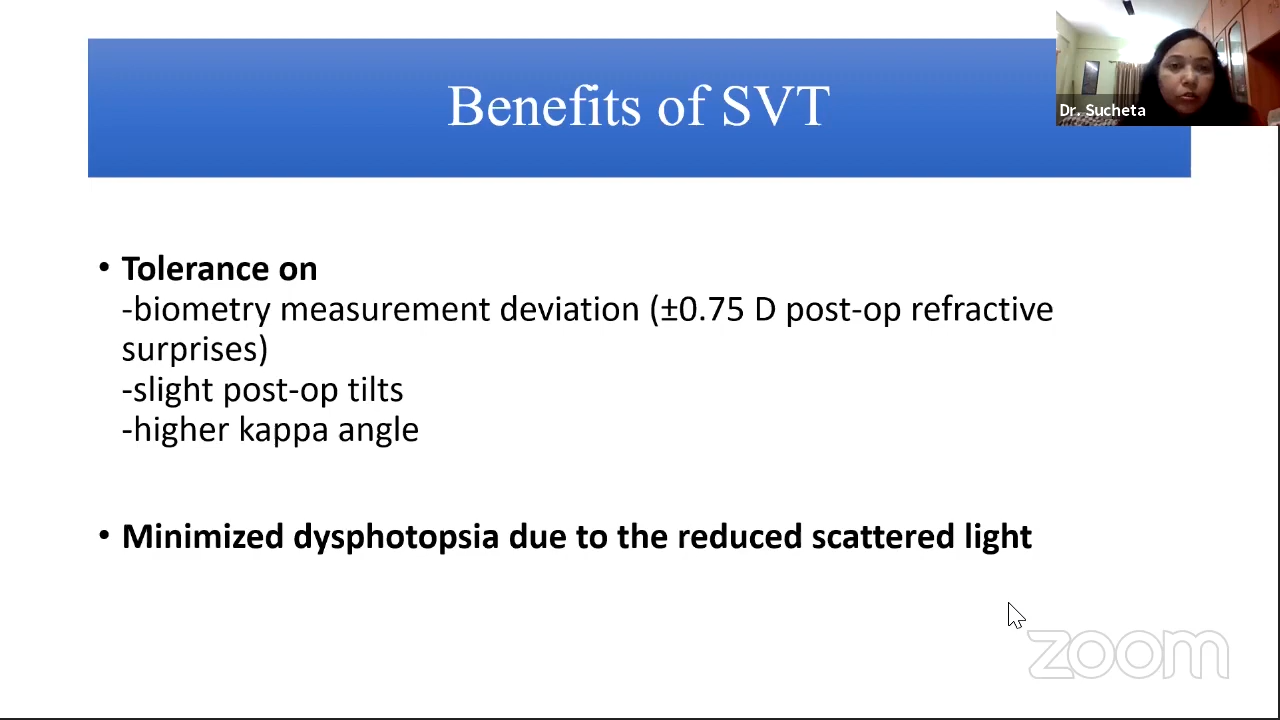 Benefits of SVT
Dr. Sucheta
• Tolerance on
-biometry measurement deviation (±0.75 D post-op refractive
surprises)
-slight post-op tilts
-higher kappa angle
• Minimized dysphotopsia due to the reduced scattered light
zoom